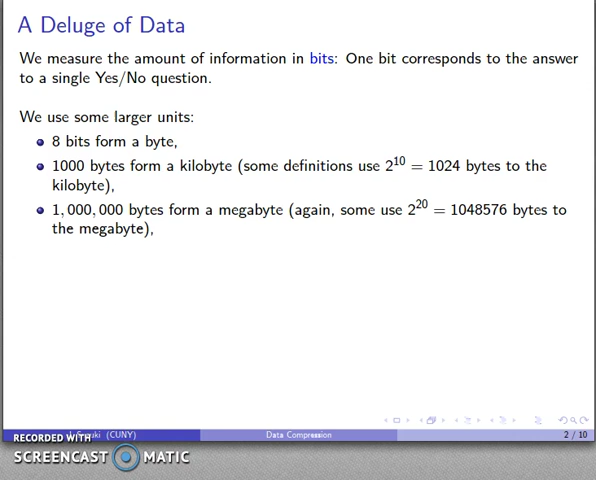 A Deluge of Data
We measure the amount of information in bits: One bit corresponds to the answer
to a single Yes/No question.
We use some larger units:
8 bits form a byte,
1000 bytes form a kilobyte (some definitions use 2^10 = 1024 bytes to the
kilobyte),
1,000,000 bytes form a megabyte (again, some use 2^20 = 1048576 bytes to
the megabyte),
(CUNY) Data Compression 2 / 10
RECORDED WITH
SCREENCAST MATIC